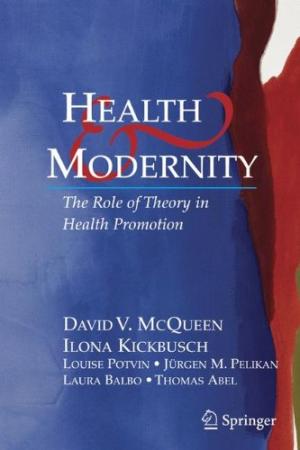 HEALTH
&
MODERNITY
The Role of Theory in
Health Promotion
DAVID V. MCQUEEN
ILONA KICKBUSCH
LOUISE POTVIN • JÜRGEN M. PELIKAN
LAURA BALBO • THOMAS ABEL
Springer